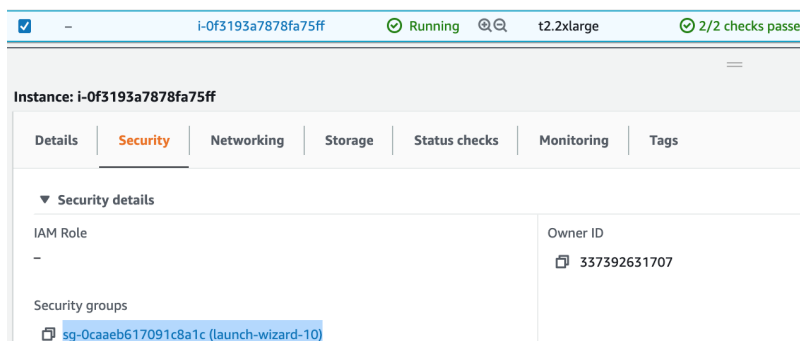 – i-0f3193a7878fa75ff Running t2.2xlarge 2/2 checks passe
Instance: i-0f3193a7878fa75ff
Details Security Networking Storage Status checks Monitoring Tags
Security details
IAM Role Owner ID
– 337392631707
Security groups
sg-0caaeb617091c8a1c (launch-wizard-10)